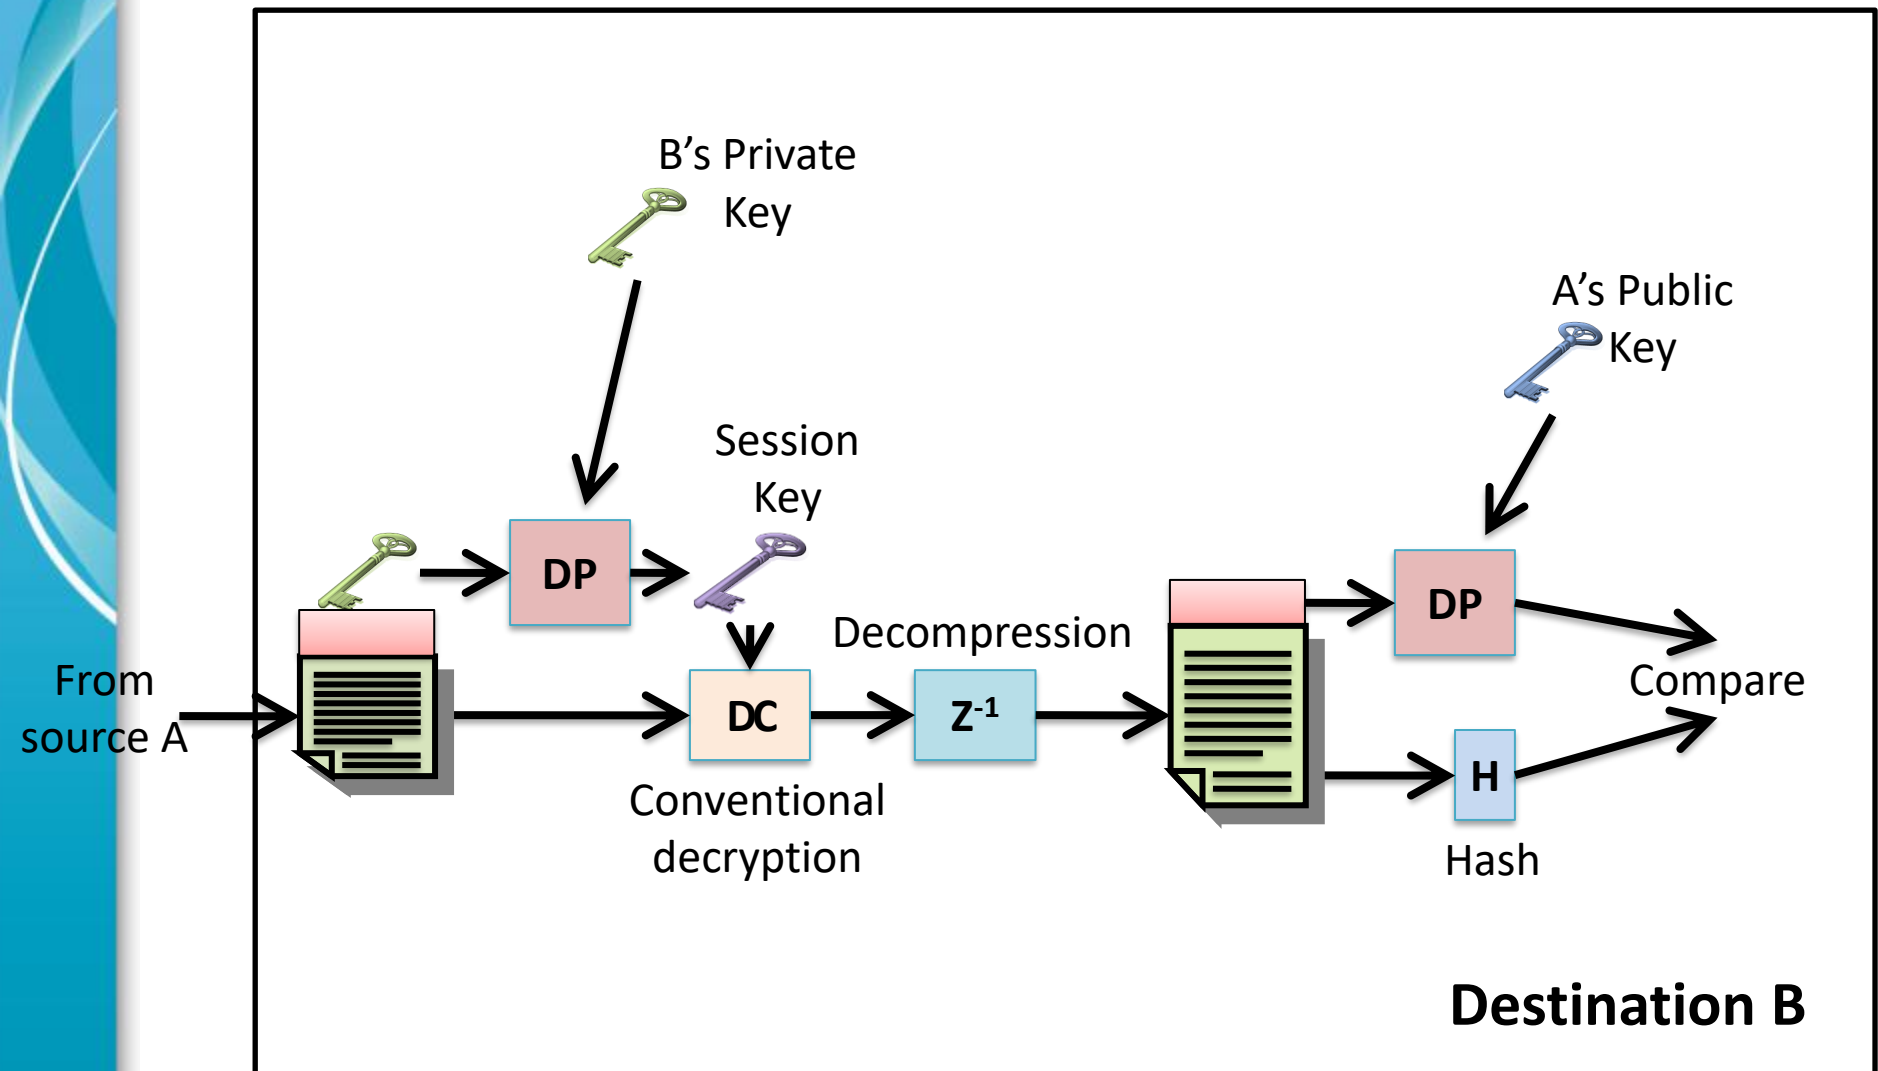 B’s Private
Key
A’s Public
Key
Session
Key
DP
DP
Decompression
From
source A
DC
Z-1
Compare
H
Conventional
decryption
Hash
Destination B